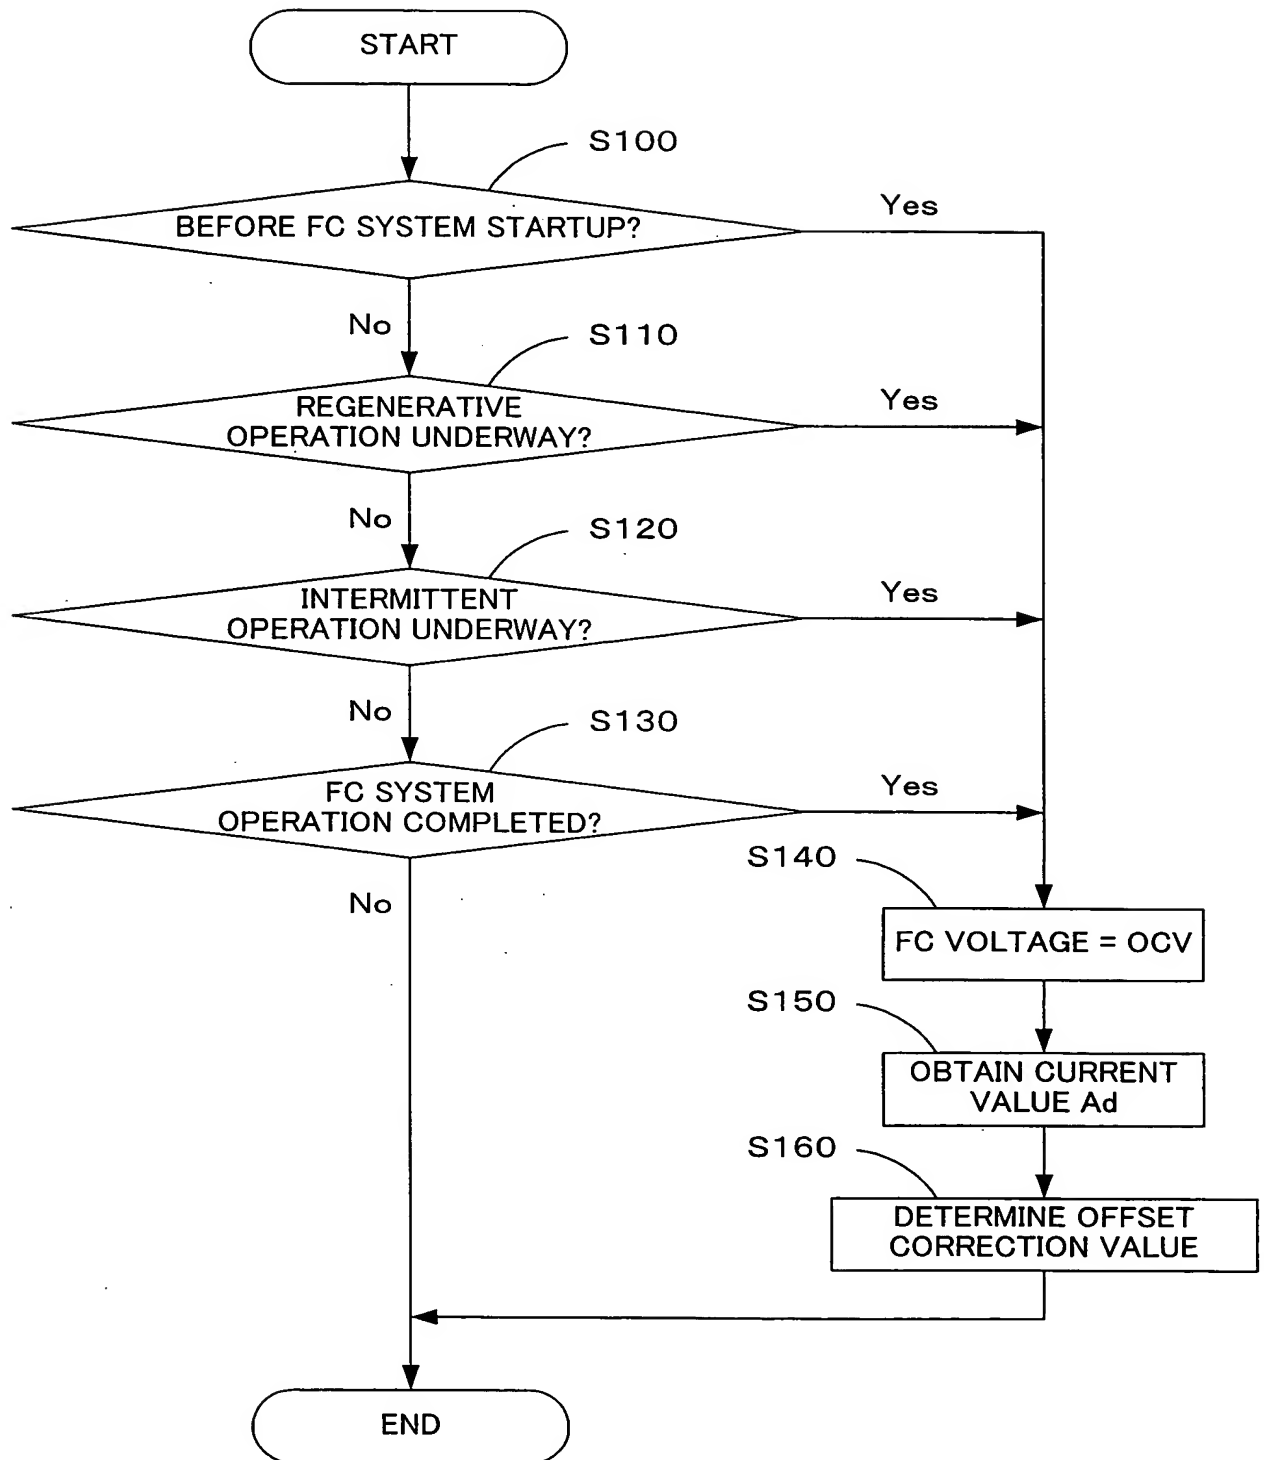 START
S100
BEFORE FC SYSTEM STARTUP?
Yes
No
S110
REGENERATIVE
OPERATION UNDERWAY?
Yes
No
S120
INTERMITTENT
OPERATION UNDERWAY?
Yes
No
S130
FC SYSTEM
OPERATION COMPLETED?
Yes
No
S140
FC VOLTAGE = OCV
S150
OBTAIN CURRENT
VALUE Ad
S160
DETERMINE OFFSET
CORRECTION VALUE
END